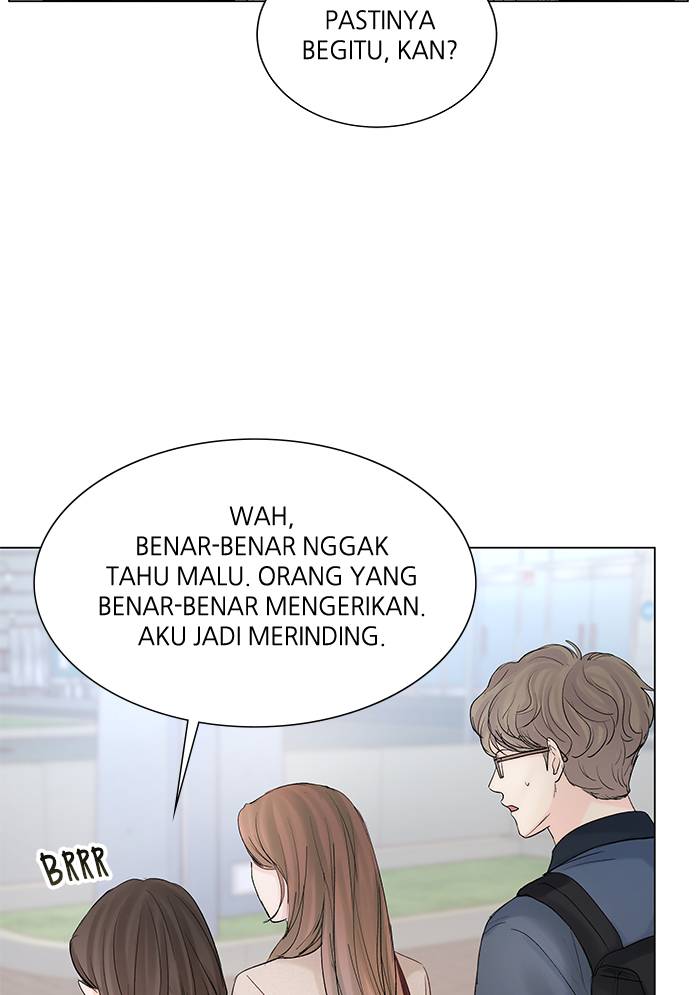 PASTINYA
BEGITU, KAN?
WAH,
BENAR-BENAR NGGAK
TAHU MALU. ORANG YANG
BENAR-BENAR MENGERIKAN.
AKU JADI MERINDING.
BRRR